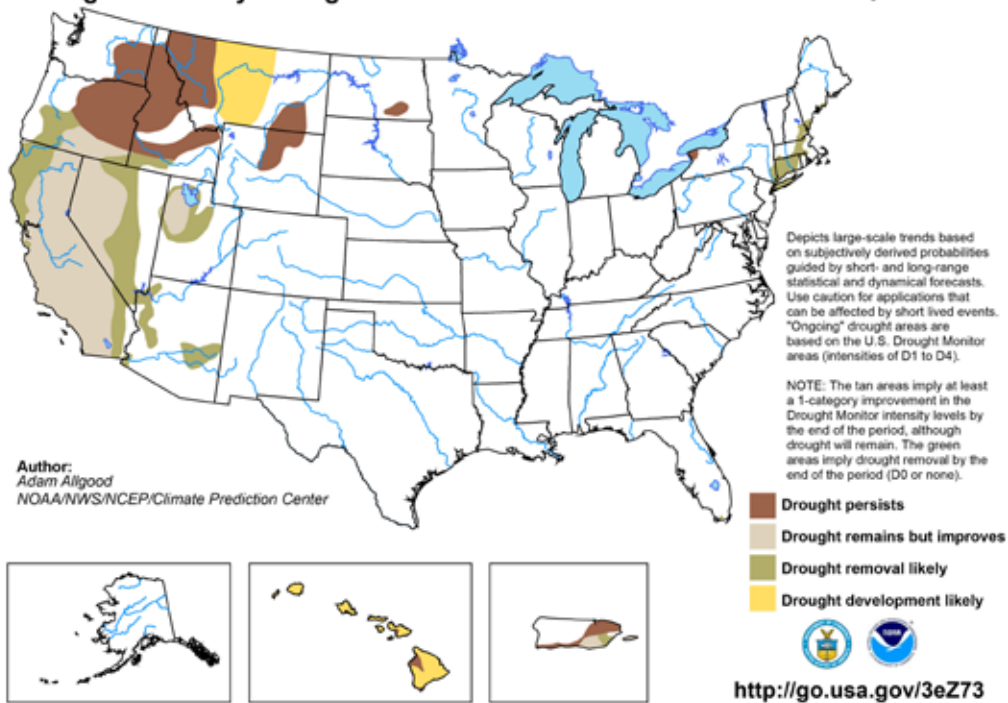 Depicts large-scale trends based
on subjectively derived probabilities
guided by short- and long-range
statistical and dynamical forecasts.
Use caution for applications that
can be affected by short lived events.
"Ongoing" drought areas are
based on the U.S. Drought Monitor
areas (intensities of D1 to D4).
NOTE: The tan areas imply at least
a 1-category improvement in the
Drought Monitor intensity levels by
the end of the period, although
drought will remain. The green
areas imply drought removal by the
end of the period (D0 or none).
Author:
Adam Allgood
NOAA/NWS/NCEP/Climate Prediction Center
Drought persists
Drought remains but improves
Drought removal likely
Drought development likely
NOAA
http://go.usa.gov/3eZ73